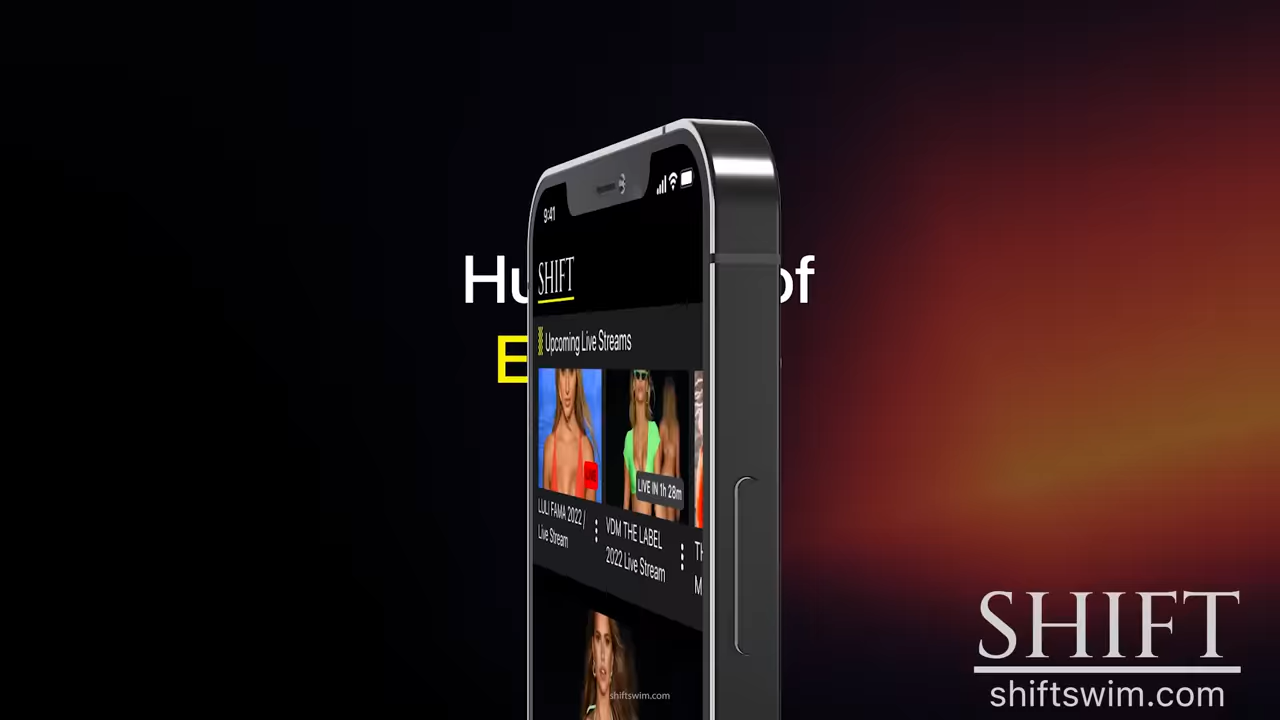 9:41
SHIFT
of
Upcoming Live Streams
LULI FAMA 2022 /
Live Stream
LIVE IN 1h 28m
VDM THE LABEL
2022 Live Stream
shiftswim.com
SHIFT
shiftswim.com